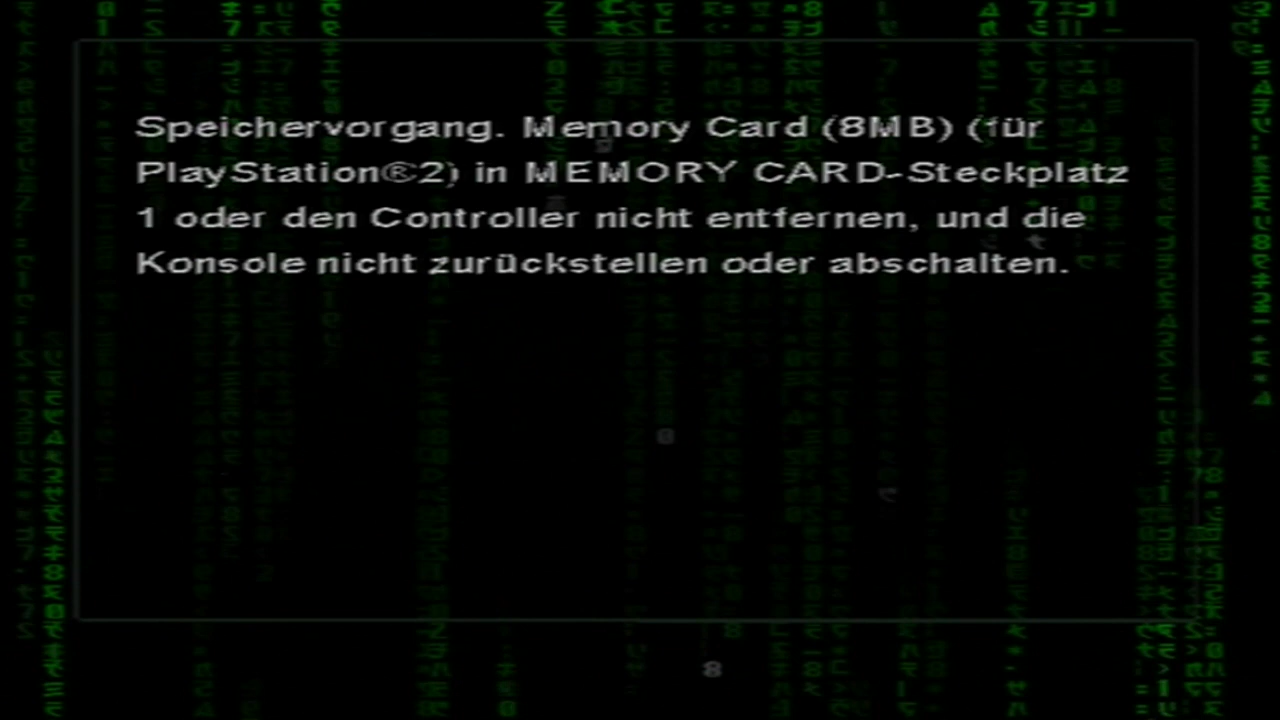 Speichervorgang. Memory Card (8MB) (für
PlayStation®2) in MEMORY CARD-Steckplatz
1 oder den Controller nicht entfernen, und die
Konsole nicht zurückstellen oder abschalten.